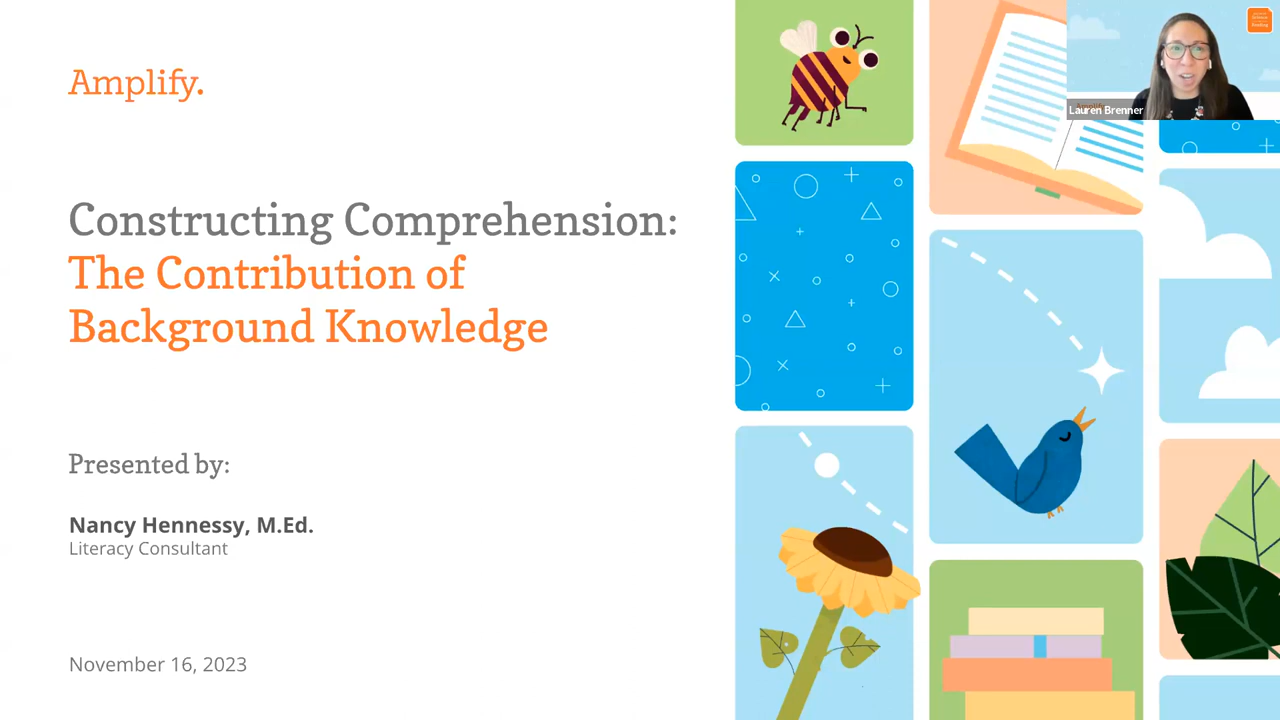 Amplify.
Constructing Comprehension:
The Contribution of
Background Knowledge
Presented by:
Nancy Hennessy, M.Ed.
Literacy Consultant
November 16, 2023
Lauren Brenner